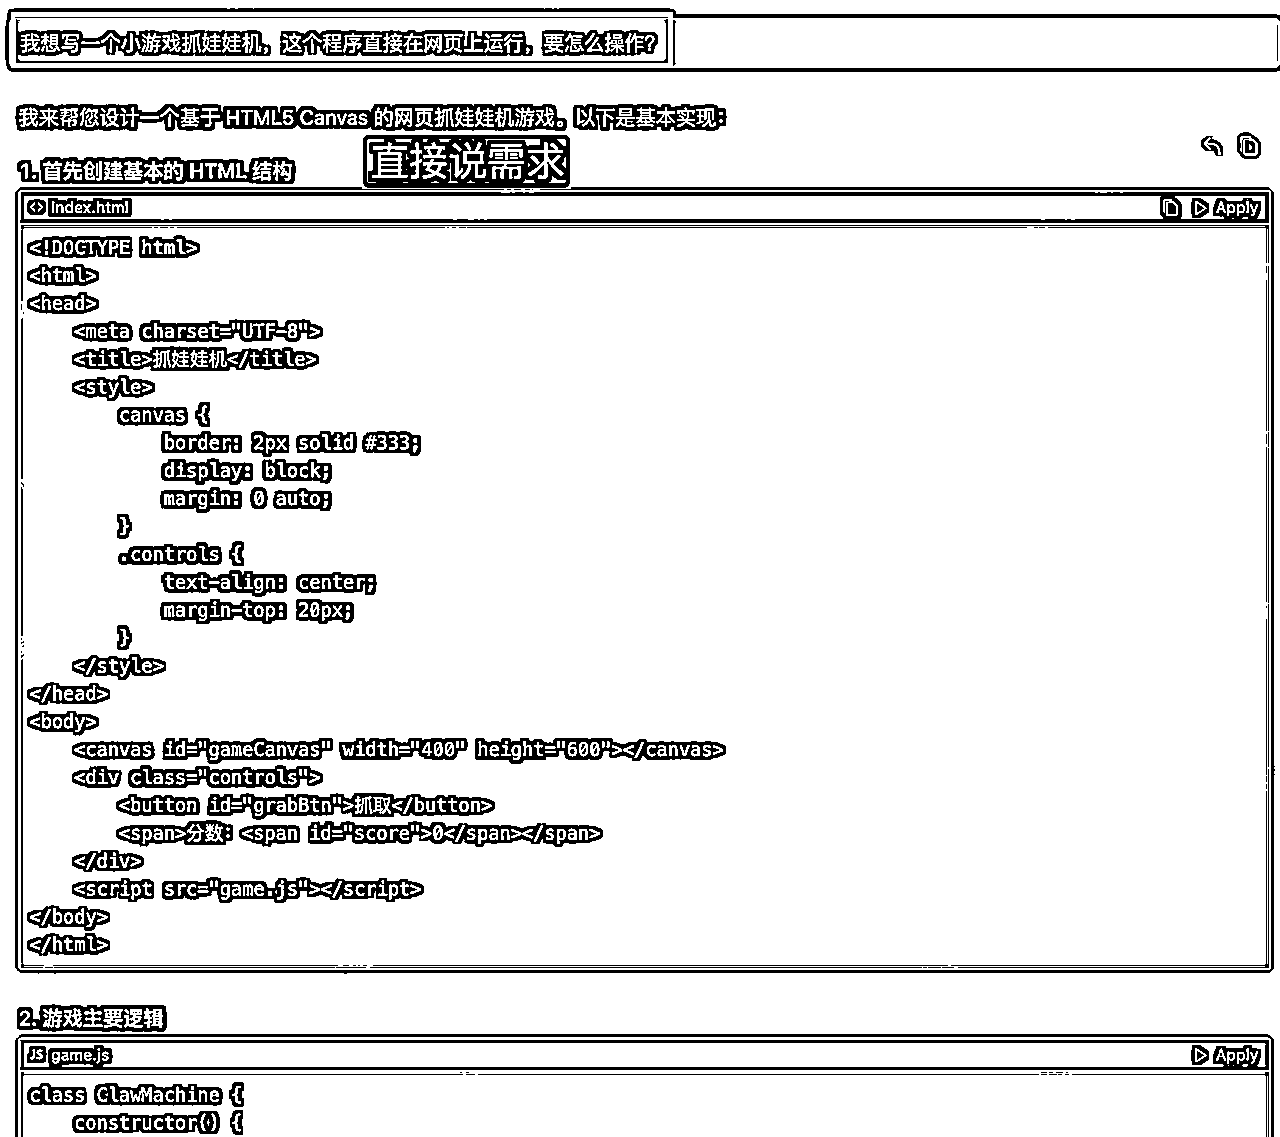 我想写一个小游戏抓娃娃机，这个程序直接在网页上运行，要怎么操作？
我来帮您设计一个基于 HTML5 Canvas 的网页抓娃娃机游戏。以下是基本实现：
直接说需求
1. 首先创建基本的 HTML 结构
index.html
Apply
<!DOCTYPE html>
<html>
<head>
    <meta charset="UTF-8">
    <title>抓娃娃机</title>
    <style>
        canvas {
            border: 2px solid #333;
            display: block;
            margin: 0 auto;
        }
        .controls {
            text-align: center;
            margin-top: 20px;
        }
    </style>
</head>
<body>
    <canvas id="gameCanvas" width="400" height="600"></canvas>
    <div class="controls">
        <button id="grabBtn">抓取</button>
        <span>分数: <span id="score">0</span></span>
    </div>
    <script src="game.js"></script>
</body>
</html>
2. 游戏主要逻辑
JS game.js
Apply
class ClawMachine {
    constructor() {